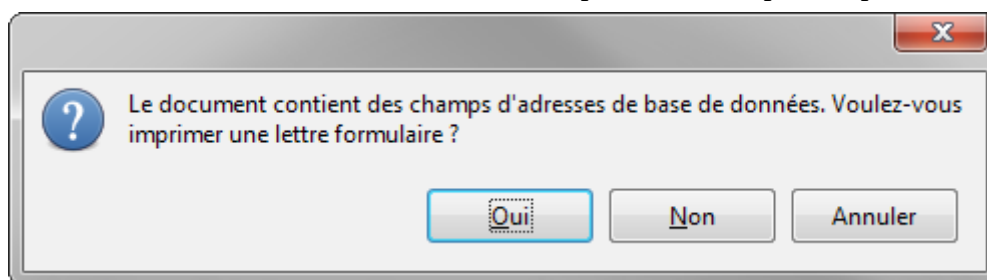 Le document contient des champs d'adresses de base de données. Voulez-vous
imprimer une lettre formulaire ?
Oui Non Annuler